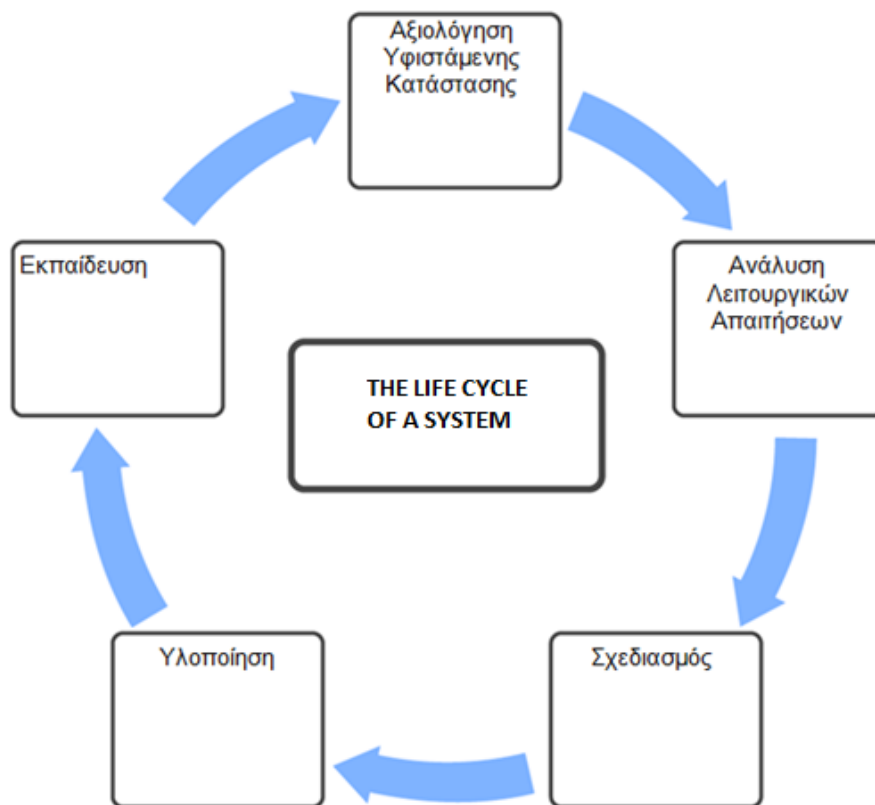 Αξιολόγηση
Υφιστάμενης
Κατάστασης
Εκπαίδευση
Ανάλυση
Λειτουργικών
Απαιτήσεων
THE LIFE CYCLE
OF A SYSTEM
Υλοποίηση
Σχεδιασμός